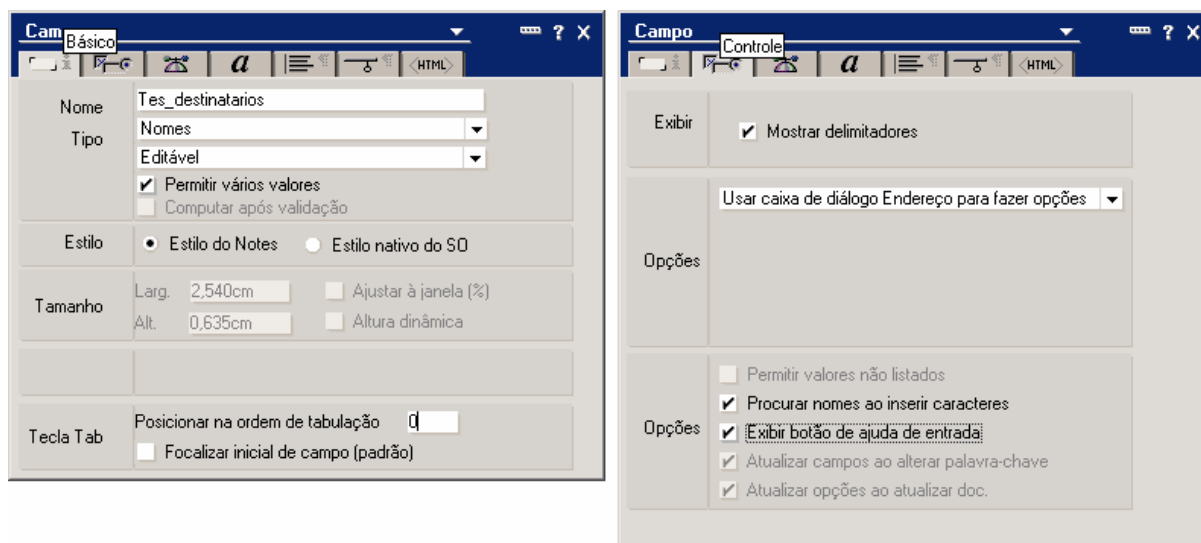 Cam
Básico
? X
a
<HTML>
Nome
Tes_destinatarios
Tipo
Nomes
Editável
Permitir vários valores
Computar após validação
Estilo
Estilo do Notes
Estilo nativo do SO
Tamanho
Larg.
2,540cm
Ajustar à janela (%)
Alt.
0,635cm
Altura dinâmica
Tecla Tab
Posicionar na ordem de tabulação
0
Focalizar inicial de campo (padrão)
Campo
Controle
? X
a
<HTML>
Exibir
Mostrar delimitadores
Opções
Usar caixa de diálogo Endereço para fazer opções
Opções
Permitir valores não listados
Procurar nomes ao inserir caracteres
Exibir botão de ajuda de entrada
Atualizar campos ao alterar palavra-chave
Atualizar opções ao atualizar doc.